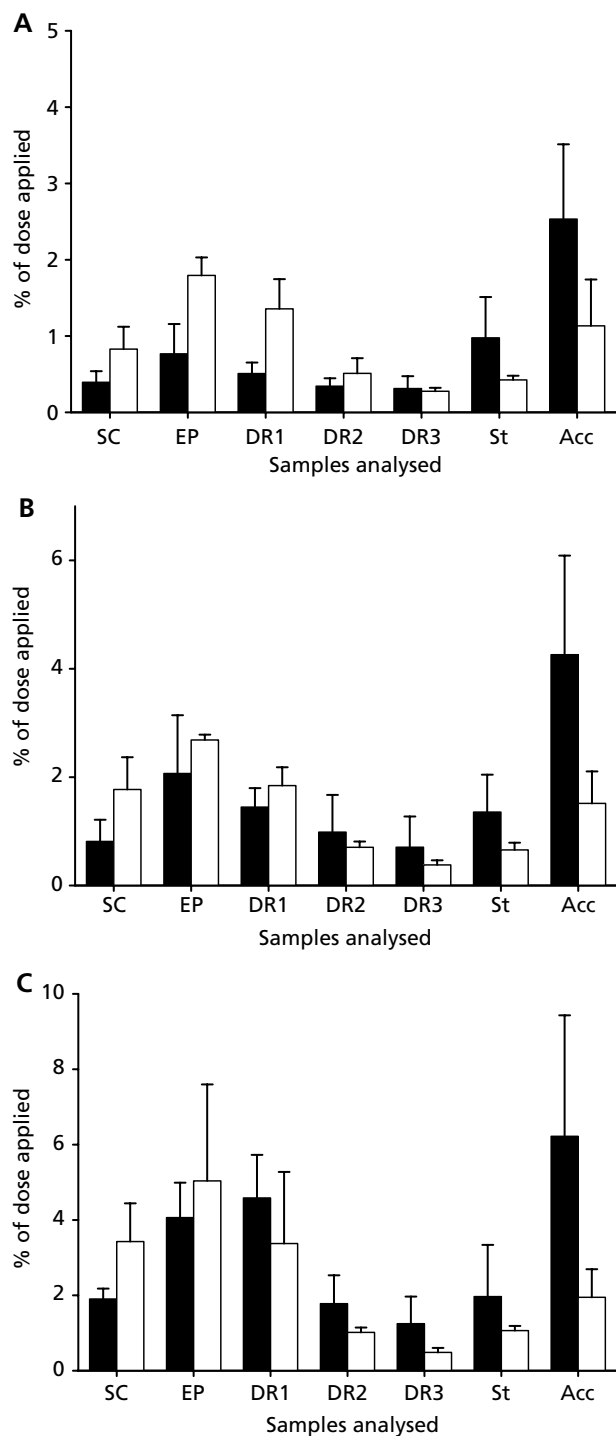 A
% of dose applied
5
4
3
2
1
0
SC EP DR1 DR2 DR3 St Acc
Samples analysed
B
% of dose applied
6
4
2
0
SC EP DR1 DR2 DR3 St Acc
Samples analysed
C
% of dose applied
10
8
6
4
2
0
SC EP DR1 DR2 DR3 St Acc
Samples analysed